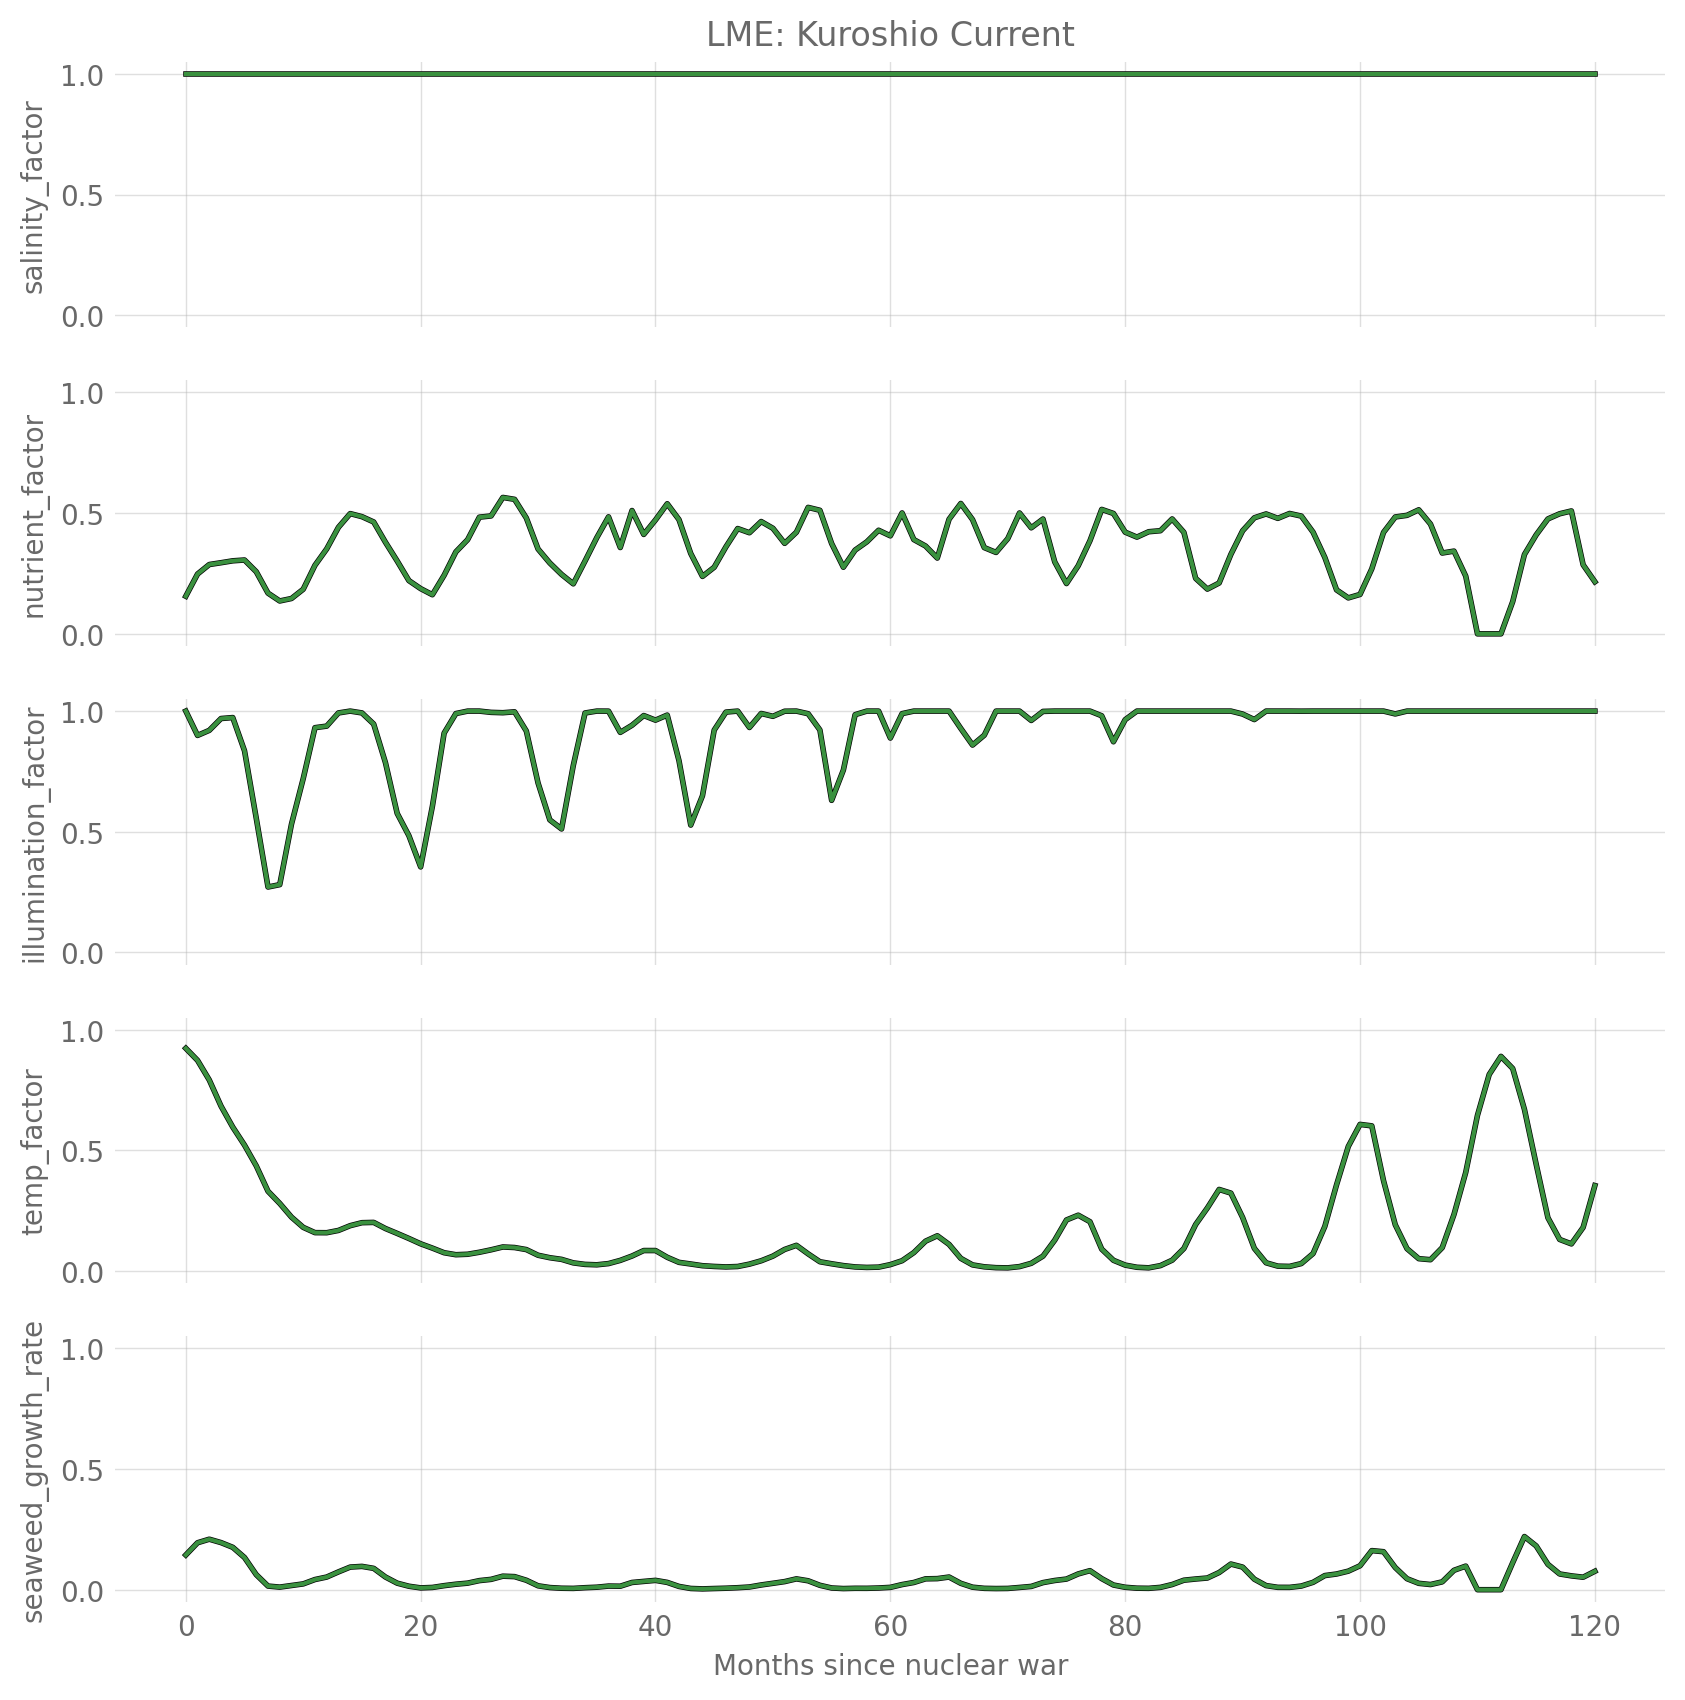 LME: Kuroshio Current
salinity_factor
1.0
0.5
0.0
nutrient_factor
1.0
0.5
0.0
illumination_factor
1.0
0.5
0.0
temp_factor
1.0
0.5
0.0
seaweed_growth_rate
1.0
0.5
0.0
0 20 40 60 80 100 120
Months since nuclear war